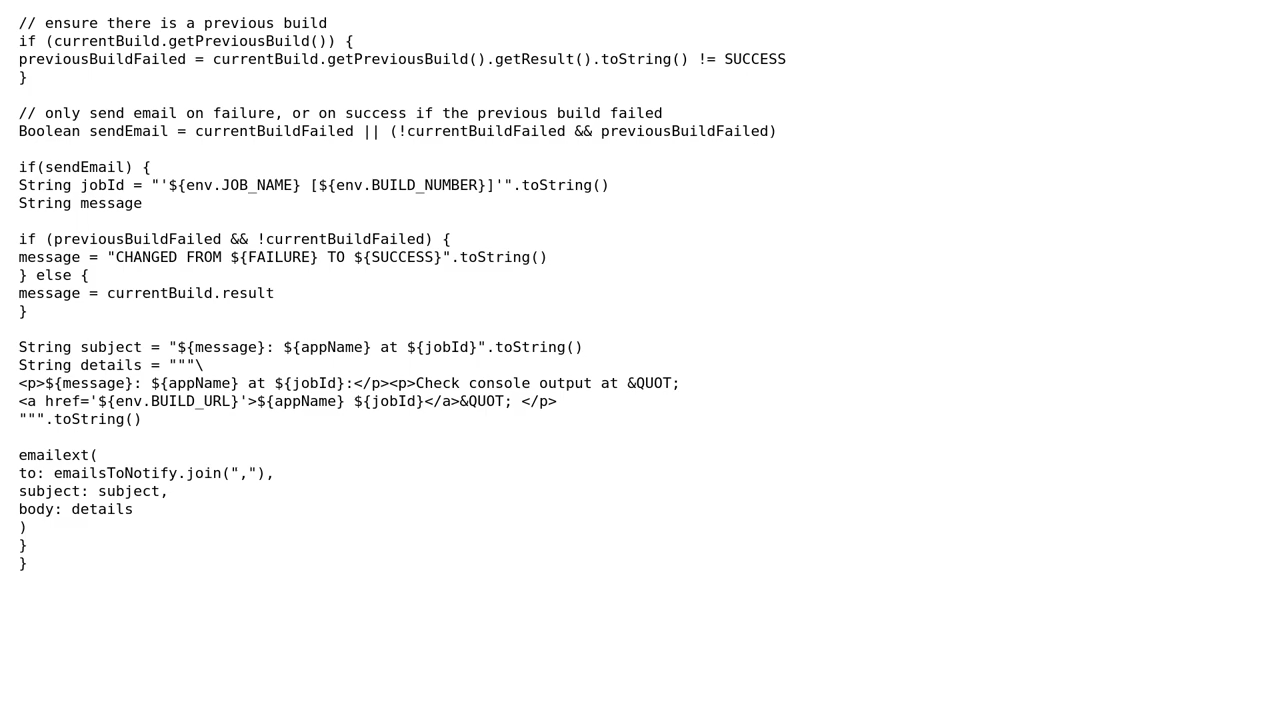 // ensure there is a previous build
if (currentBuild.getPreviousBuild()) {
previousBuildFailed = currentBuild.getPreviousBuild().getResult().toString() != SUCCESS
}

// only send email on failure, or on success if the previous build failed
Boolean sendEmail = currentBuildFailed || (!currentBuildFailed && previousBuildFailed)

if(sendEmail) {
String jobId = "'${env.JOB_NAME} [${env.BUILD_NUMBER}]'".toString()
String message

if (previousBuildFailed && !currentBuildFailed) {
message = "CHANGED FROM ${FAILURE} TO ${SUCCESS}".toString()
} else {
message = currentBuild.result
}

String subject = "${message}: ${appName} at ${jobId}".toString()
String details = """\
<p>${message}: ${appName} at ${jobId}:</p><p>Check console output at &QUOT;
<a href='${env.BUILD_URL}'>${appName} ${jobId}</a>&QUOT; </p>
""".toString()

emailext(
to: emailsToNotify.join(","),
subject: subject,
body: details
)
}
}